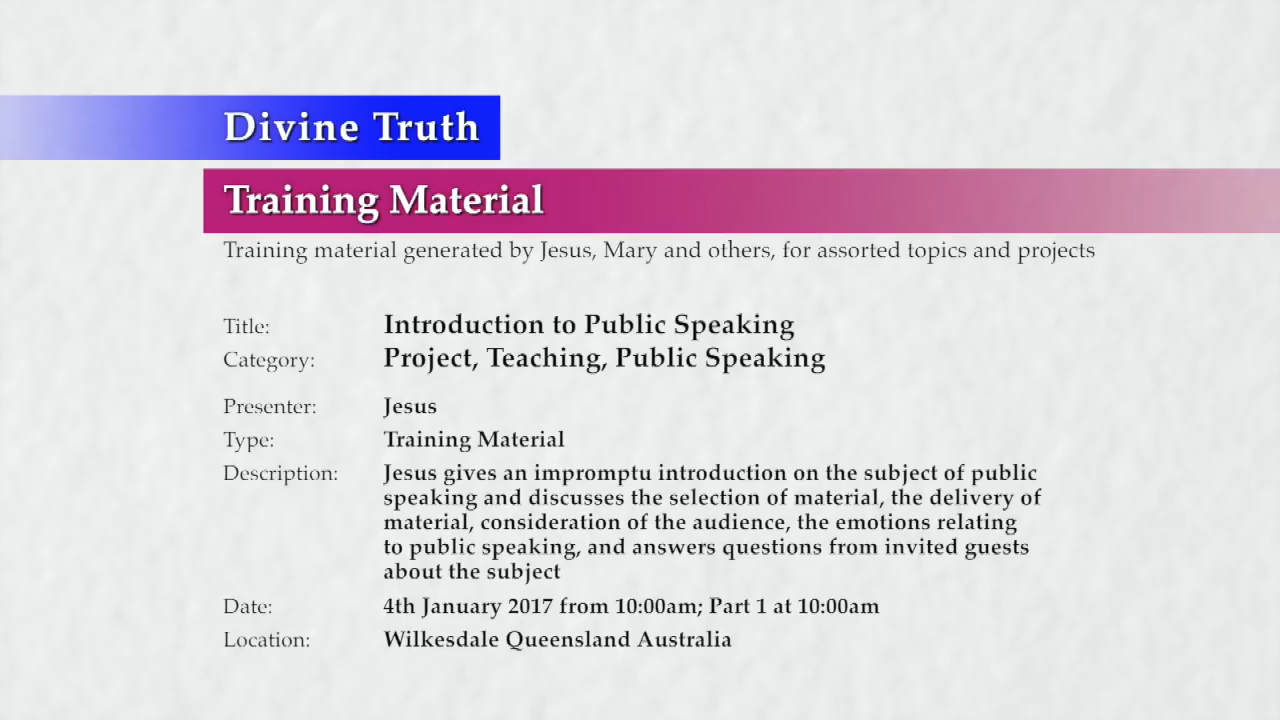 Divine Truth
Training Material
Training material generated by Jesus, Mary and others, for assorted topics and projects
Title: Introduction to Public Speaking
Category: Project, Teaching, Public Speaking
Presenter: Jesus
Type: Training Material
Description: Jesus gives an impromptu introduction on the subject of public
speaking and discusses the selection of material, the delivery of
material, consideration of the audience, the emotions relating
to public speaking, and answers questions from invited guests
about the subject
Date: 4th January 2017 from 10:00am; Part 1 at 10:00am
Location: Wilkesdale Queensland Australia